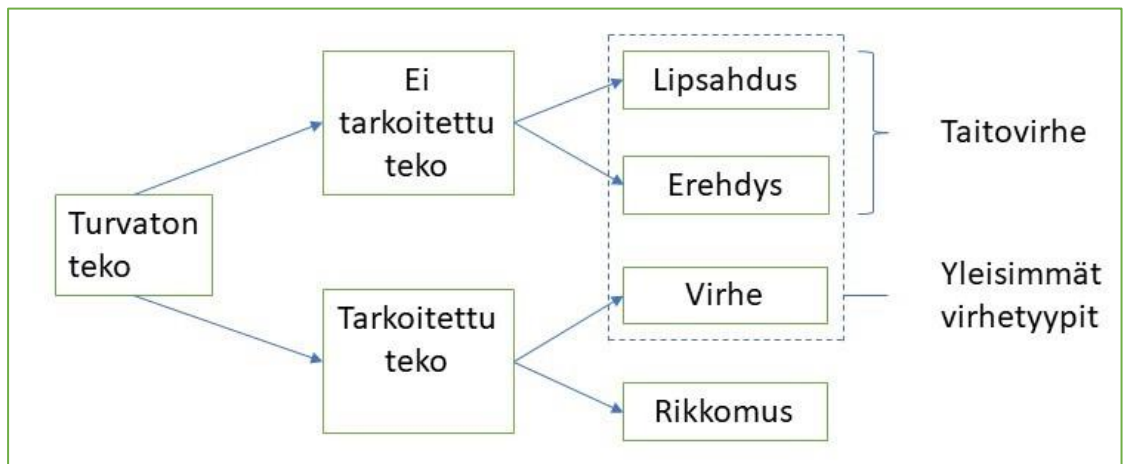 Turvaton
teko
Ei
tarkoitettu
teko
Tarkoitettu
teko
Lipsahdus
Erehdys
Virhe
Rikkomus
Taitovirhe
Yleisimmät
virhetyypit